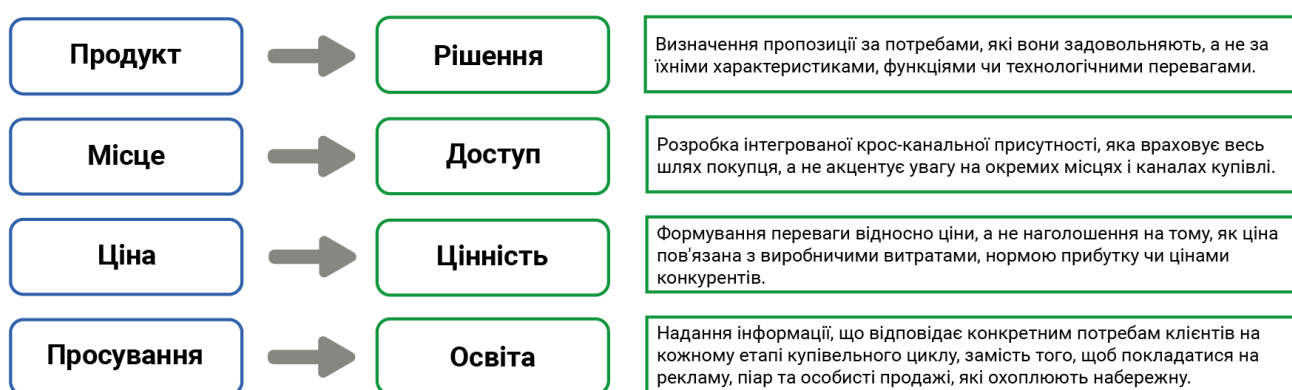 Продукт
Рішення
Визначення пропозиції за потребами, які вони задовольняють, а не за
їхніми характеристиками, функціями чи технологічними перевагами.
Місце
Доступ
Розробка інтегрованої крос-канальної присутності, яка враховує весь
шлях покупця, а не акцентує увагу на окремих місцях і каналах купівлі.
Ціна
Цінність
Формування переваги відносно ціни, а не наголошення на тому, як ціна
пов'язана з виробничими витратами, нормою прибутку чи цінами
конкурентів.
Просування
Освіта
Надання інформації, що відповідає конкретним потребам клієнтів на
кожному етапі купівельного циклу, замість того, щоб покладатися на
рекламу, піар та особисті продажі, які охоплюють набережну.